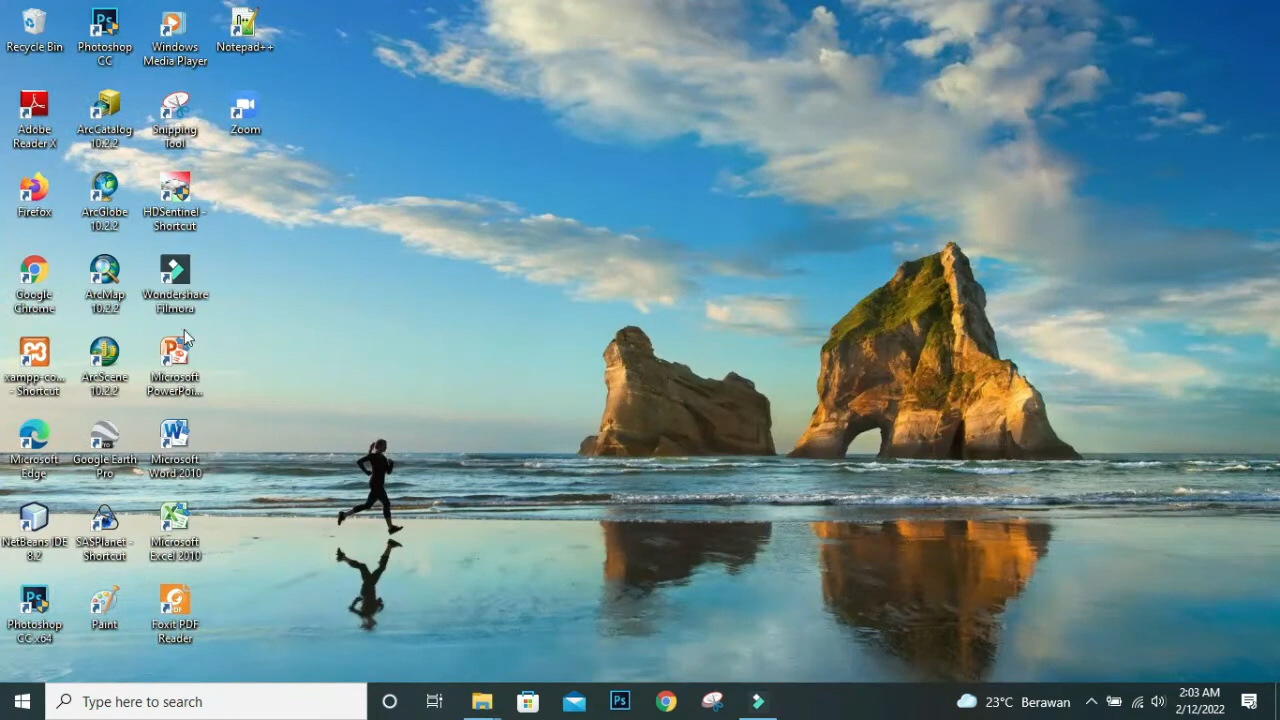 Recycle Bin
Photoshop
CC
Windows
Media Player
Notepad++
Adobe
Reader X
ArcCatalog
10.2.2
Snipping
Tool
Zoom
Firefox
ArcGlobe
10.2.2
HDSentinel -
Shortcut
Google
Chrome
ArcMap
10.2.2
Wondershare
Filmora
xampp-co...
- Shortcut
ArcScene
10.2.2
Microsoft
PowerPoi...
Microsoft
Edge
Google Earth
Pro
Microsoft
Word 2010
NetBeans IDE
8.2
SASPlanet -
Shortcut
Microsoft
Excel 2010
Photoshop
CC x64
Paint
Foxit PDF
Reader
Type here to search
23°C Berawan
2:03 AM
2/12/2022